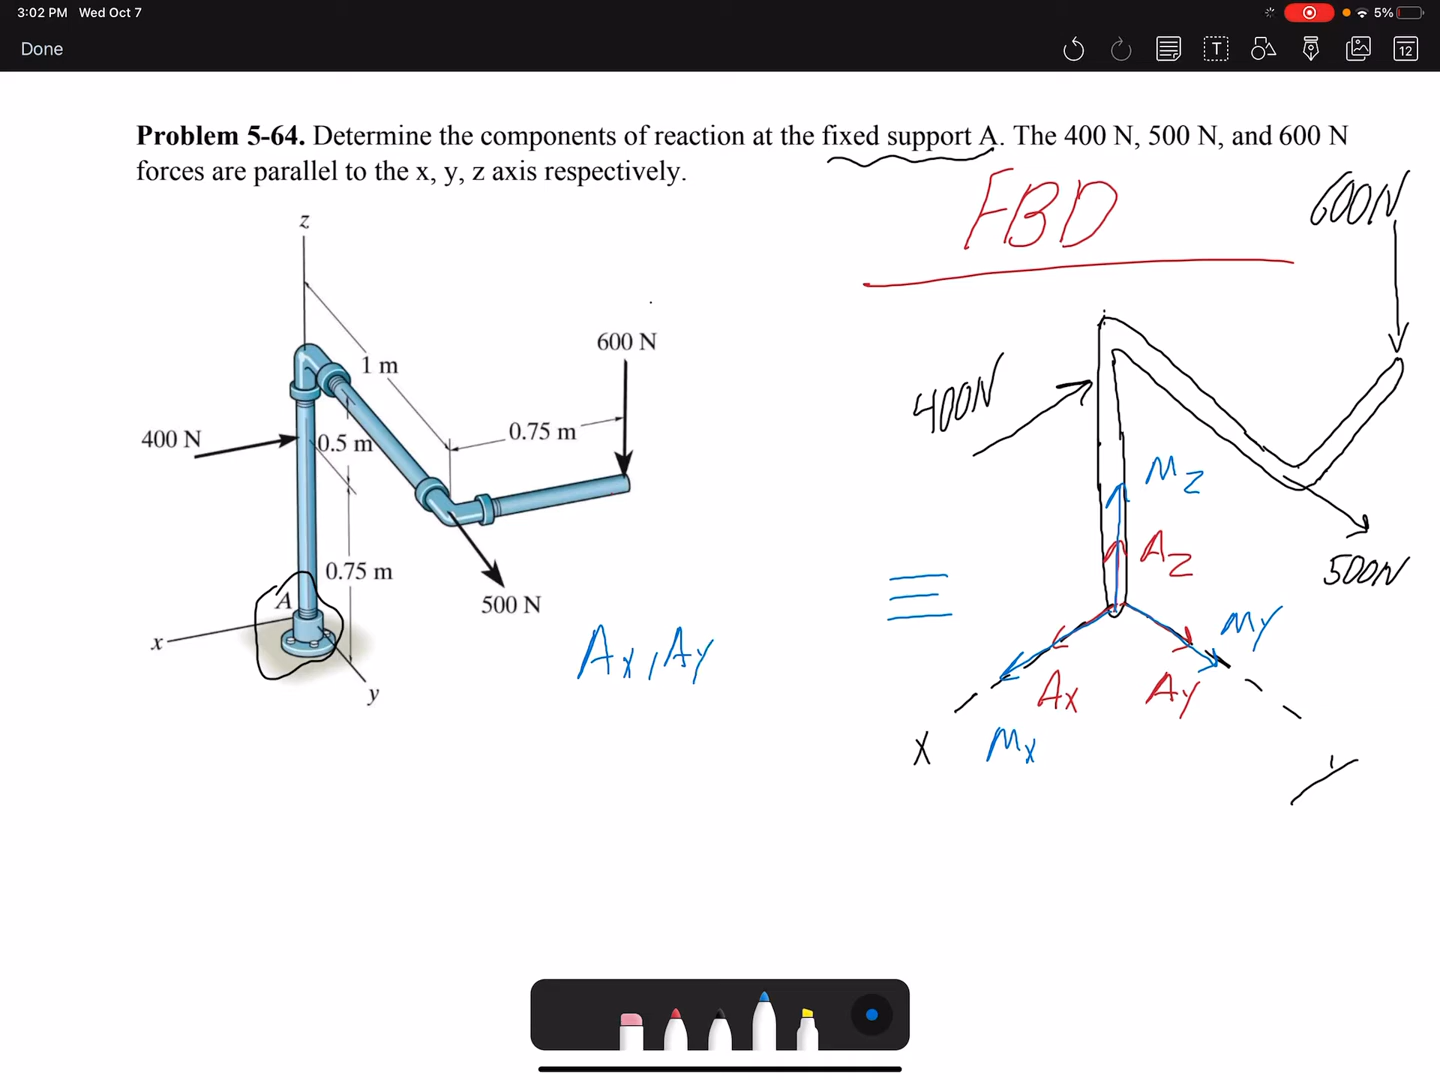 3:02 PM Wed Oct 7
5%
Done
T
12
Problem 5-64. Determine the components of reaction at the fixed support A. The 400 N, 500 N, and 600 N
forces are parallel to the x, y, z axis respectively.
FBD
600N
z
600 N
1 m
400N
0.75 m
400 N
0.5 m
Mz
Az
0.75 m
500N
A
500 N
x
My
Ax, Ay
y
Ax
Ay
X
Mx
y